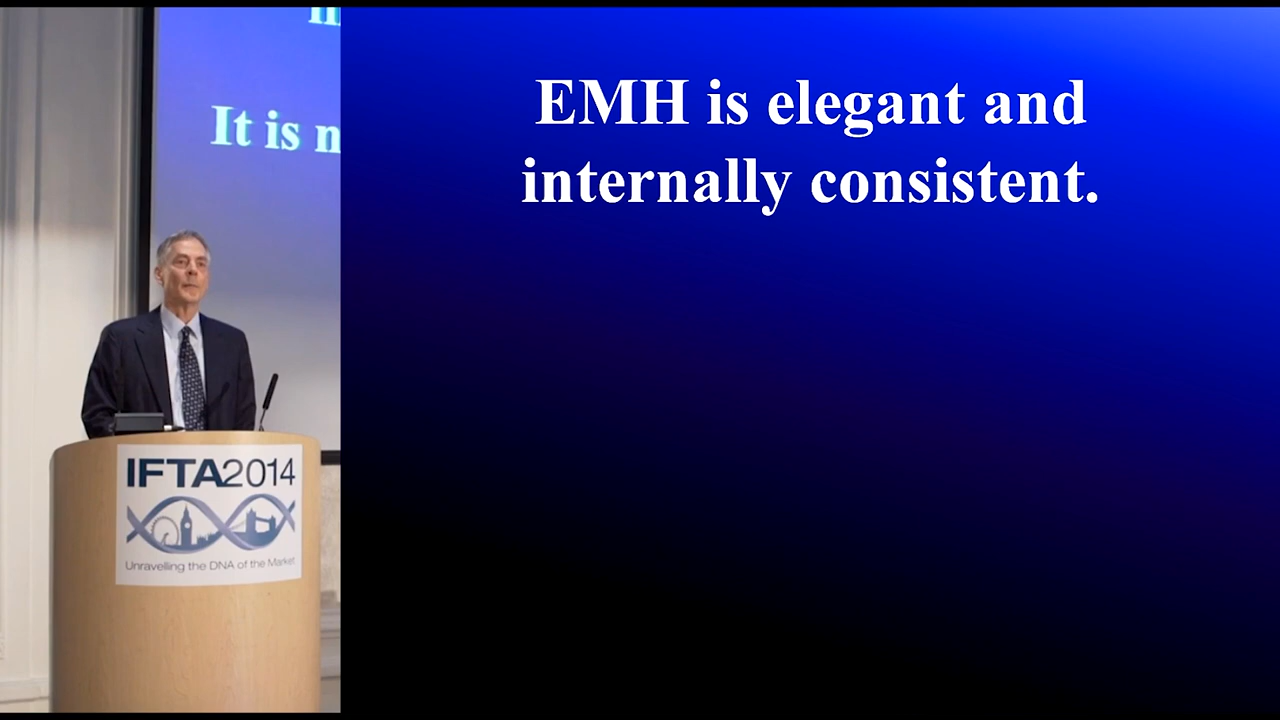 It is
EMH is elegant and
internally consistent.
IFTA2014
Unravelling the DNA of the Market